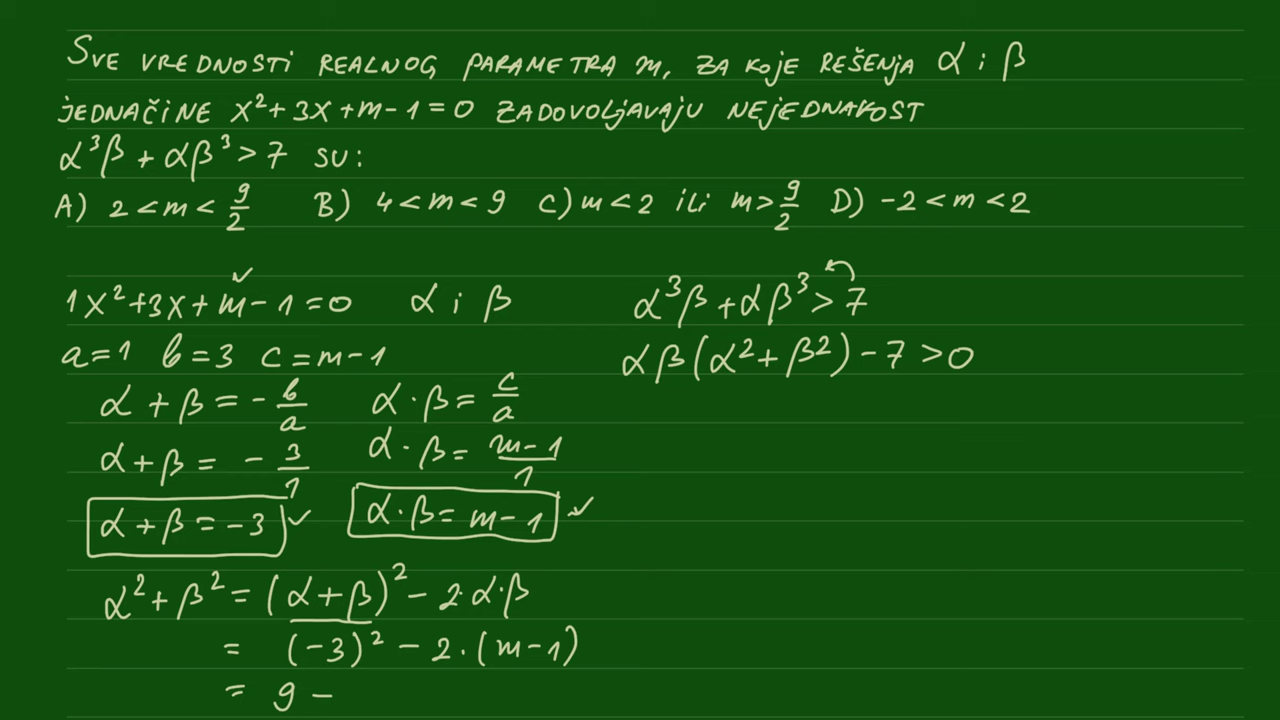 SVE VREDNOSTI REALNOG PARAMETRA m, ZA KOJE REŠENJA α i β
JEDNAČINE x²+3x+m-1=0 ZADOVOLJAVAJU NEJEDNAKOST
α³β+αβ³>7 SU:
A) 2<m<9/2 B) 4<m<9 C) m<2 ili m>9/2 D) -2<m<2
1x²+3x+m-1=0 α i β
a=1 b=3 c=m-1
α+β=-b/a α·β=c/a
α+β=-3/1 α·β=(m-1)/1
α+β=-3 ✓ α·β=m-1 ✓
α²+β²=(α+β)²-2·α·β
=(-3)²-2·(m-1)
=9-
α³β+αβ³>7
αβ(α²+β²)-7>0